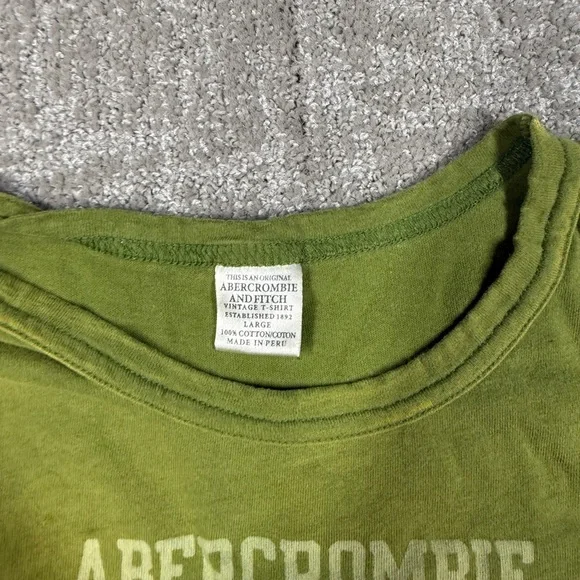 THIS IS AN ORIGINAL
ABERCROMBIE
AND FITCH
VINTAGE T-SHIRT
ESTABLISHED 1892
LARGE
100% COTTON/COTON
MADE IN PERU
ABERCROMBIE